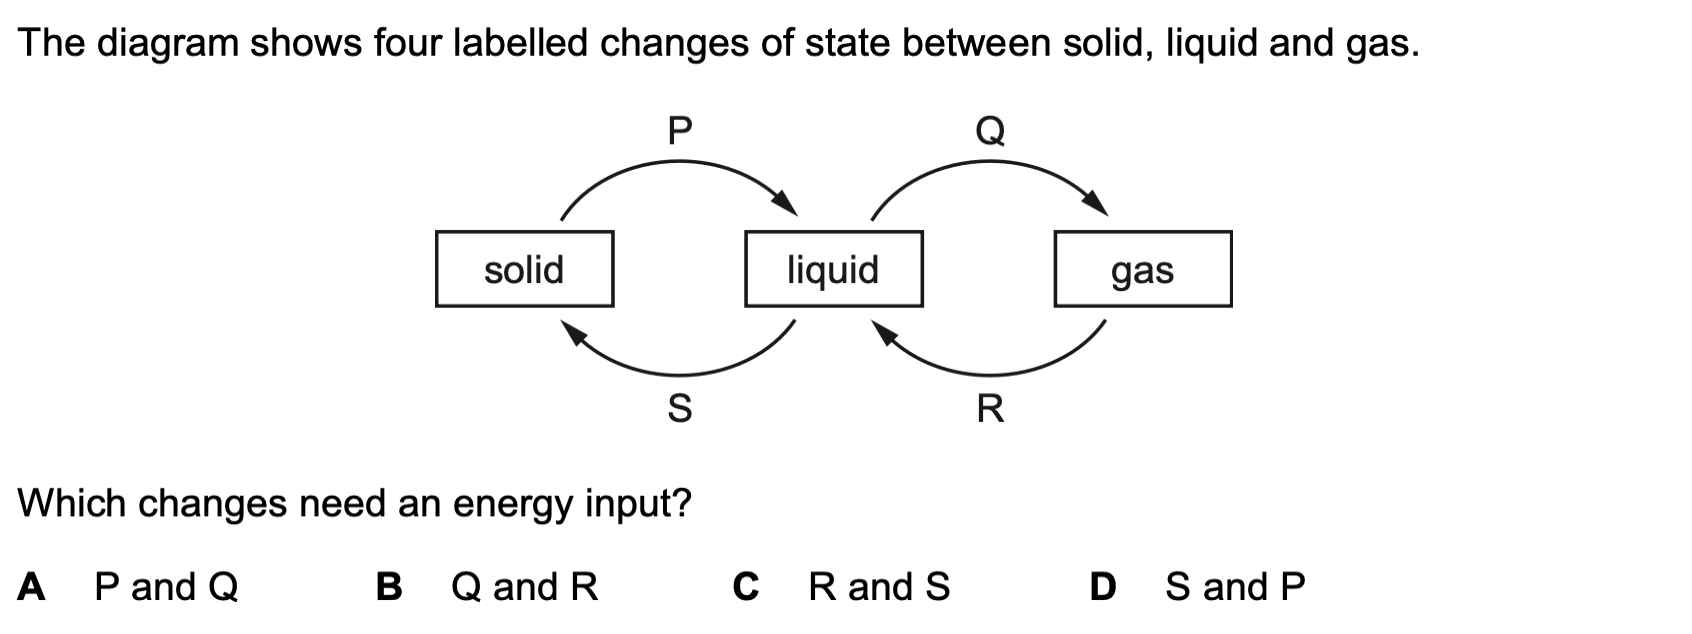 The diagram shows four labelled changes of state between solid, liquid and gas.
P Q
solid liquid gas
S R
Which changes need an energy input?
A P and Q B Q and R C R and S D S and P